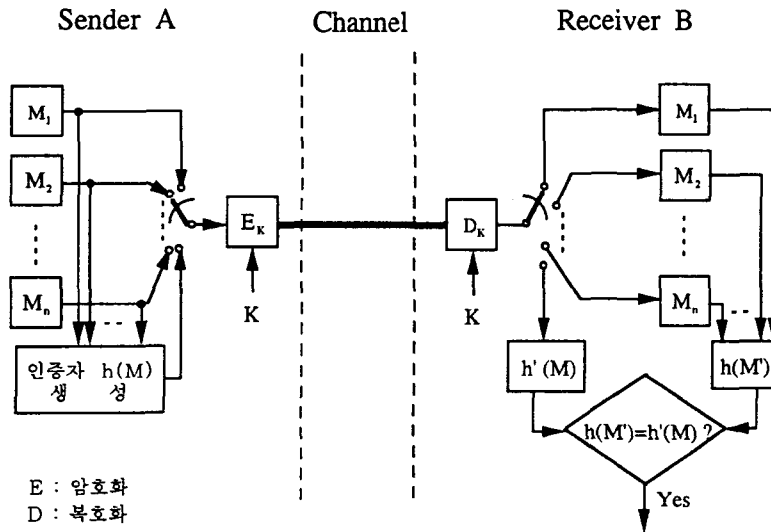 Sender A
Channel
Receiver B
M₁
M₂
Mₙ
인증자 h(M)
생 성
E_K
K
D_K
K
M₁
M₂
Mₙ
h'(M)
h(M')
h(M')=h'(M) ?
Yes
E : 암호화
D : 복호화